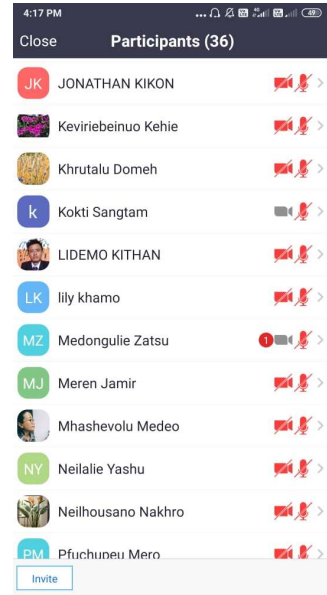 4:17 PM ... 4G 49
Close Participants (36)
JK JONATHAN KIKON
Keviriebeinuo Kehie
Khrutalu Domeh
k Kokti Sangtam
LIDEMO KITHAN
LK lily khamo
MZ Medongulie Zatsu 1
MJ Meren Jamir
Mhashevolu Medeo
NY Neilalie Yashu
Neilhousano Nakhro
PM Pfuchupeu Mero
Invite